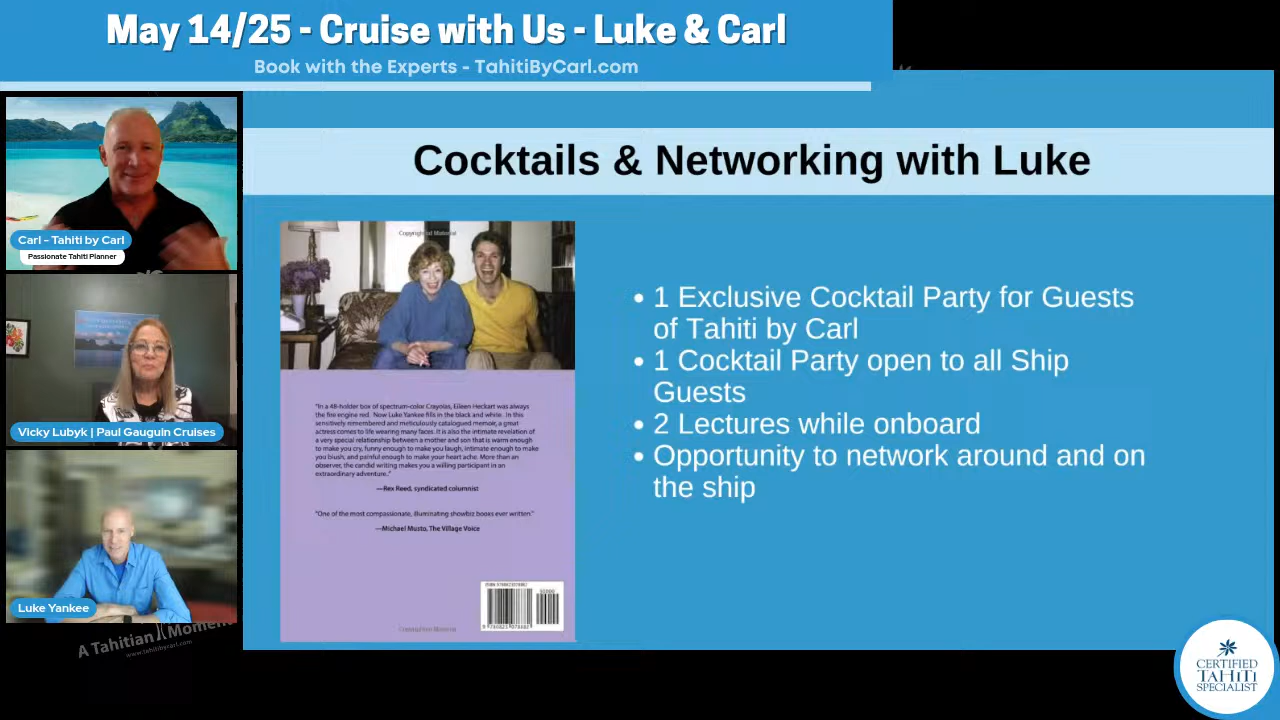 May 14/25 - Cruise with Us - Luke & Carl
Book with the Experts - TahitiByCarl.com
Carl - Tahiti by Carl
Passionate Tahiti Planner
Vicky Lubyk | Paul Gauguin Cruises
Luke Yankee
A Tahitian Moment
www.tahitibycarl.com
Cocktails & Networking with Luke
Copyrighted Material
"In a 48-holder box of spectrum-color Crayolas, Eileen Heckart was always
the fire engine red. Now Luke Yankee fills in the black and white. In this
sensitively remembered and meticulously catalogued memoir, a great
actress comes to life wearing many faces. It is also the intimate revelation of
a very special relationship between a mother and son that is warm enough
to make you cry, funny enough to make you laugh, intimate enough to make
you blush, and painful enough to make your heart ache. More than an
observer, the candid writing makes you a willing participant in an
extraordinary adventure."
—Rex Reed, syndicated columnist
"One of the most compassionate, illuminating showbiz books ever written."
—Michael Musto, The Village Voice
Copyrighted Material
• 1 Exclusive Cocktail Party for Guests
of Tahiti by Carl
• 1 Cocktail Party open to all Ship
Guests
• 2 Lectures while onboard
• Opportunity to network around and on
the ship
CERTIFIED
TAHITI
SPECIALIST